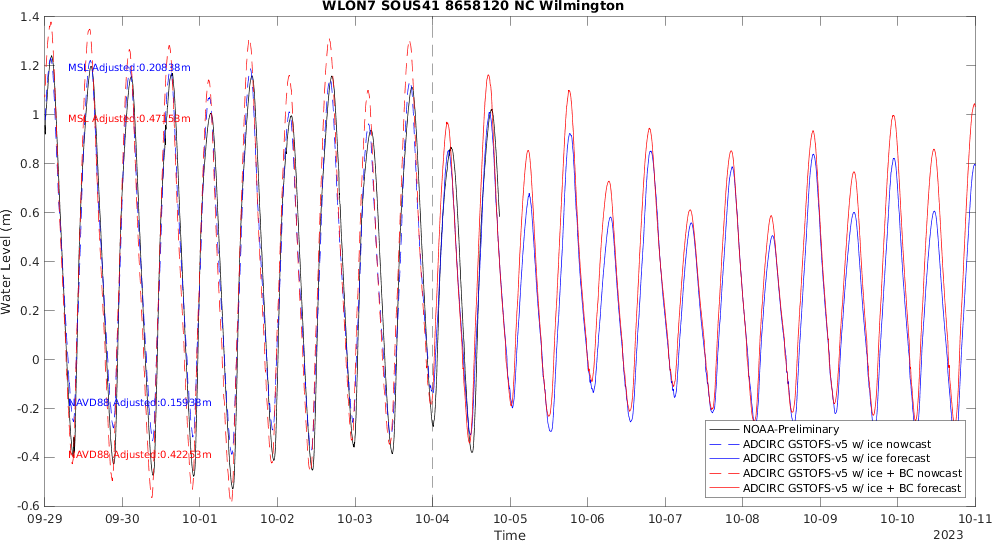 WLON7 SOUS41 8658120 NC Wilmington
1.4
1.2
1
0.8
0.6
0.4
0.2
0
-0.2
-0.4
-0.6
Water Level (m)
MSL Adjusted:0.20838m
MSL Adjusted:0.47153m
NAVD88 Adjusted:0.15938m
NAVD88 Adjusted:0.42253m
NOAA-Preliminary
ADCIRC GSTOFS-v5 w/ ice nowcast
ADCIRC GSTOFS-v5 w/ ice forecast
ADCIRC GSTOFS-v5 w/ ice + BC nowcast
ADCIRC GSTOFS-v5 w/ ice + BC forecast
09-29 09-30 10-01 10-02 10-03 10-04 10-05 10-06 10-07 10-08 10-09 10-10 10-11
Time
2023